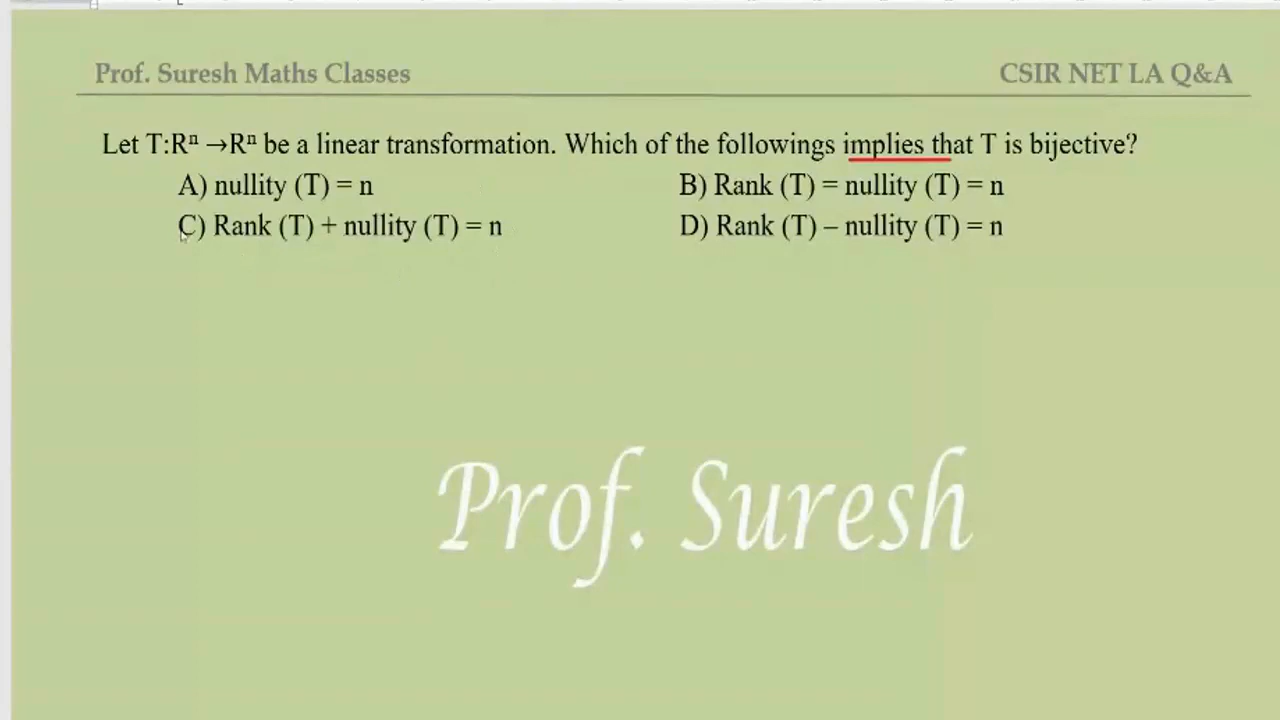 Prof. Suresh Maths Classes CSIR NET LA Q&A
Let T:Rⁿ →Rⁿ be a linear transformation. Which of the followings implies that T is bijective?
A) nullity (T) = n B) Rank (T) = nullity (T) = n
C) Rank (T) + nullity (T) = n D) Rank (T) – nullity (T) = n
Prof. Suresh